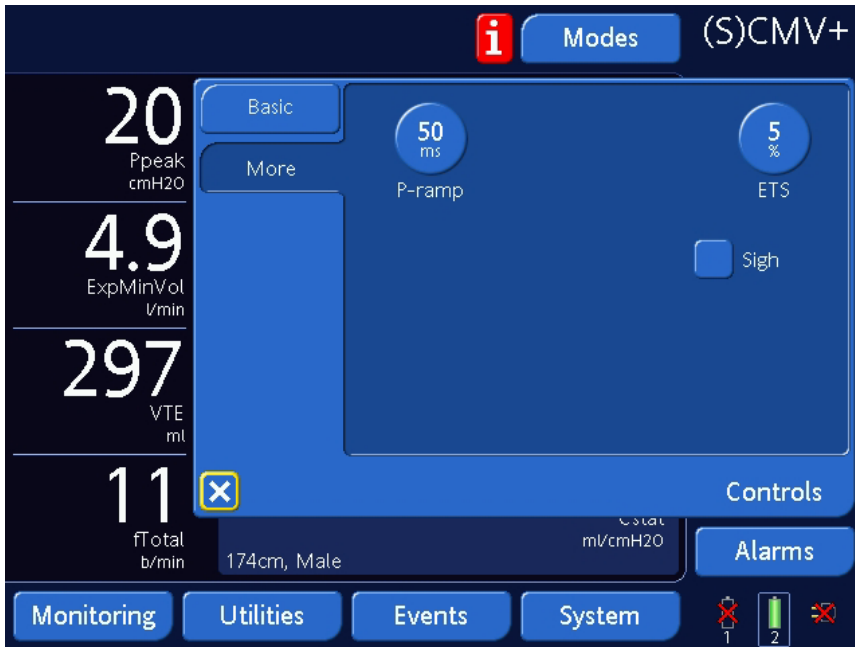 i
Modes
(S)CMV+
20
Ppeak
cmH2O
4.9
ExpMinVol
l/min
297
VTE
ml
11
fTotal
b/min
Basic
More
50
ms
P-ramp
5
%
ETS
Sigh
Controls
Cstat
ml/cmH2O
174cm, Male
Alarms
Monitoring
Utilities
Events
System
1
2